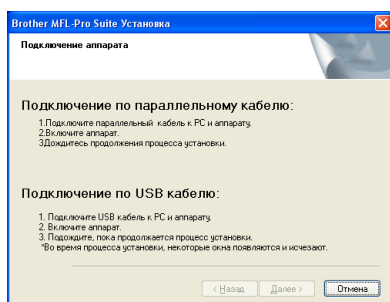 Brother MFL-Pro Suite Установка
Подключение аппарата
Подключение по параллельному кабелю:
1.Подключите параллельный кабель к PC и аппарату.
2.Включите аппарат.
3Дождитесь продолжения процесса установки.
Подключение по USB кабелю:
1. Подключите USB кабель к PC и аппарату.
2. Включите аппарат.
3. Подождите, пока продолжается процесс установки.
*Во время процесса установки, некоторые окна появляются и исчезают.
< Назад Далее > Отмена